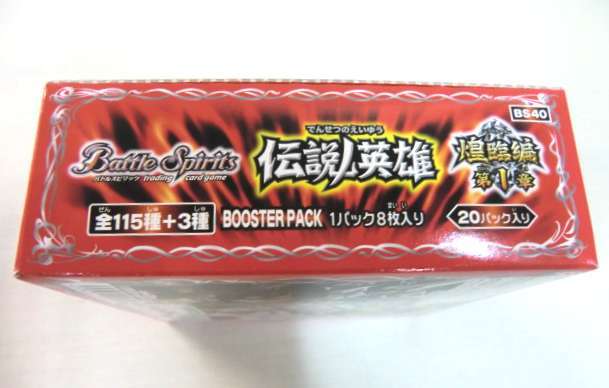 BS40
Battle Spirits
バトルスピリッツ trading card game
でんせつのえいゆう
伝説ノ英雄
煌臨編
第1章
ぜん しゅ しゅ
全115種+3種
BOOSTER PACK 1パック8枚入り
まいい
20パック入り
い